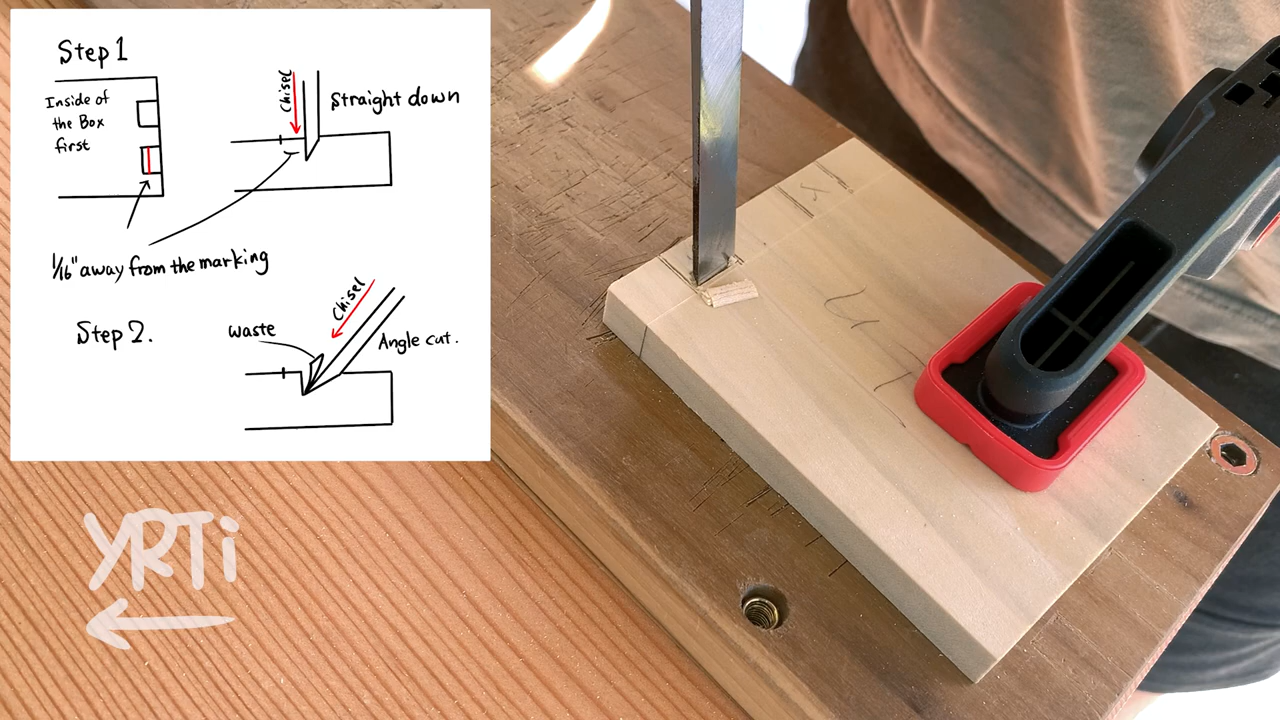 Step 1
Inside of
the Box
first
Chisel
Straight down
1/16" away from the marking
Step 2.
waste
Chisel
Angle cut.
YRTi